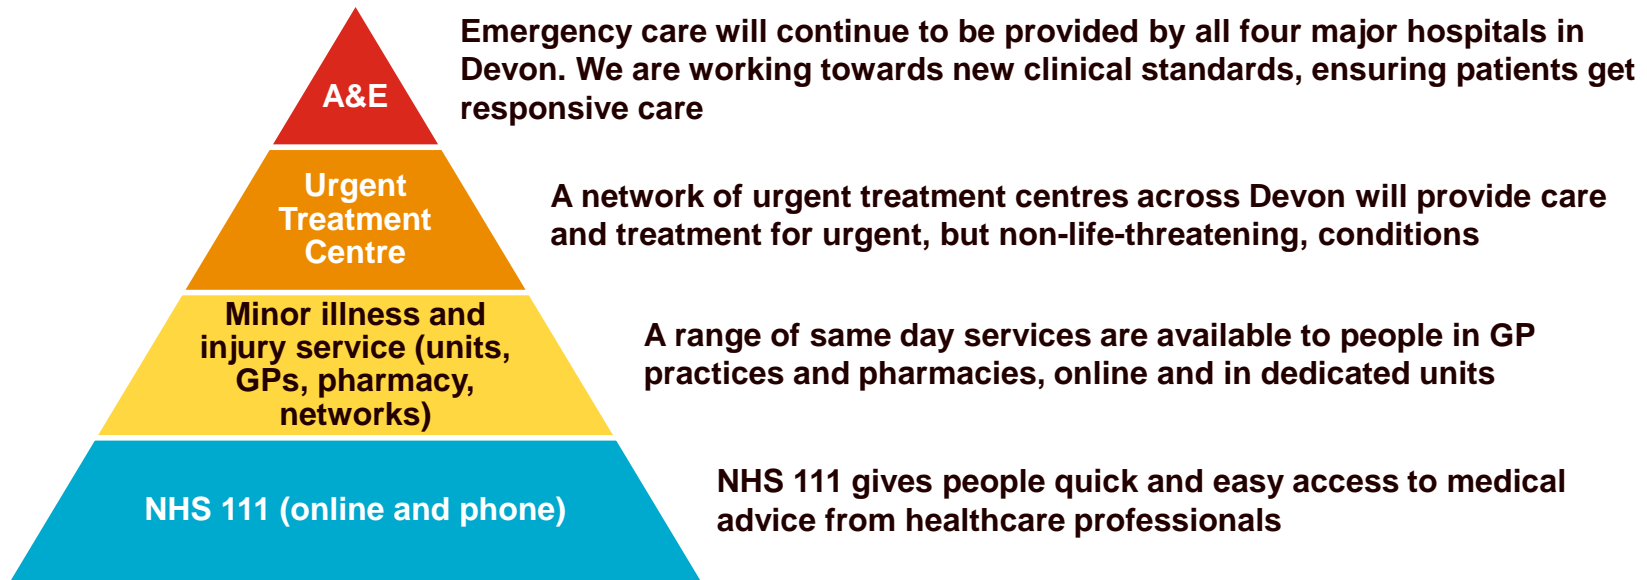 A&E
Emergency care will continue to be provided by all four major hospitals in
Devon. We are working towards new clinical standards, ensuring patients get
responsive care
Urgent
Treatment
Centre
A network of urgent treatment centres across Devon will provide care
and treatment for urgent, but non-life-threatening, conditions
Minor illness and
injury service (units,
GPs, pharmacy,
networks)
A range of same day services are available to people in GP
practices and pharmacies, online and in dedicated units
NHS 111 (online and phone)
NHS 111 gives people quick and easy access to medical
advice from healthcare professionals